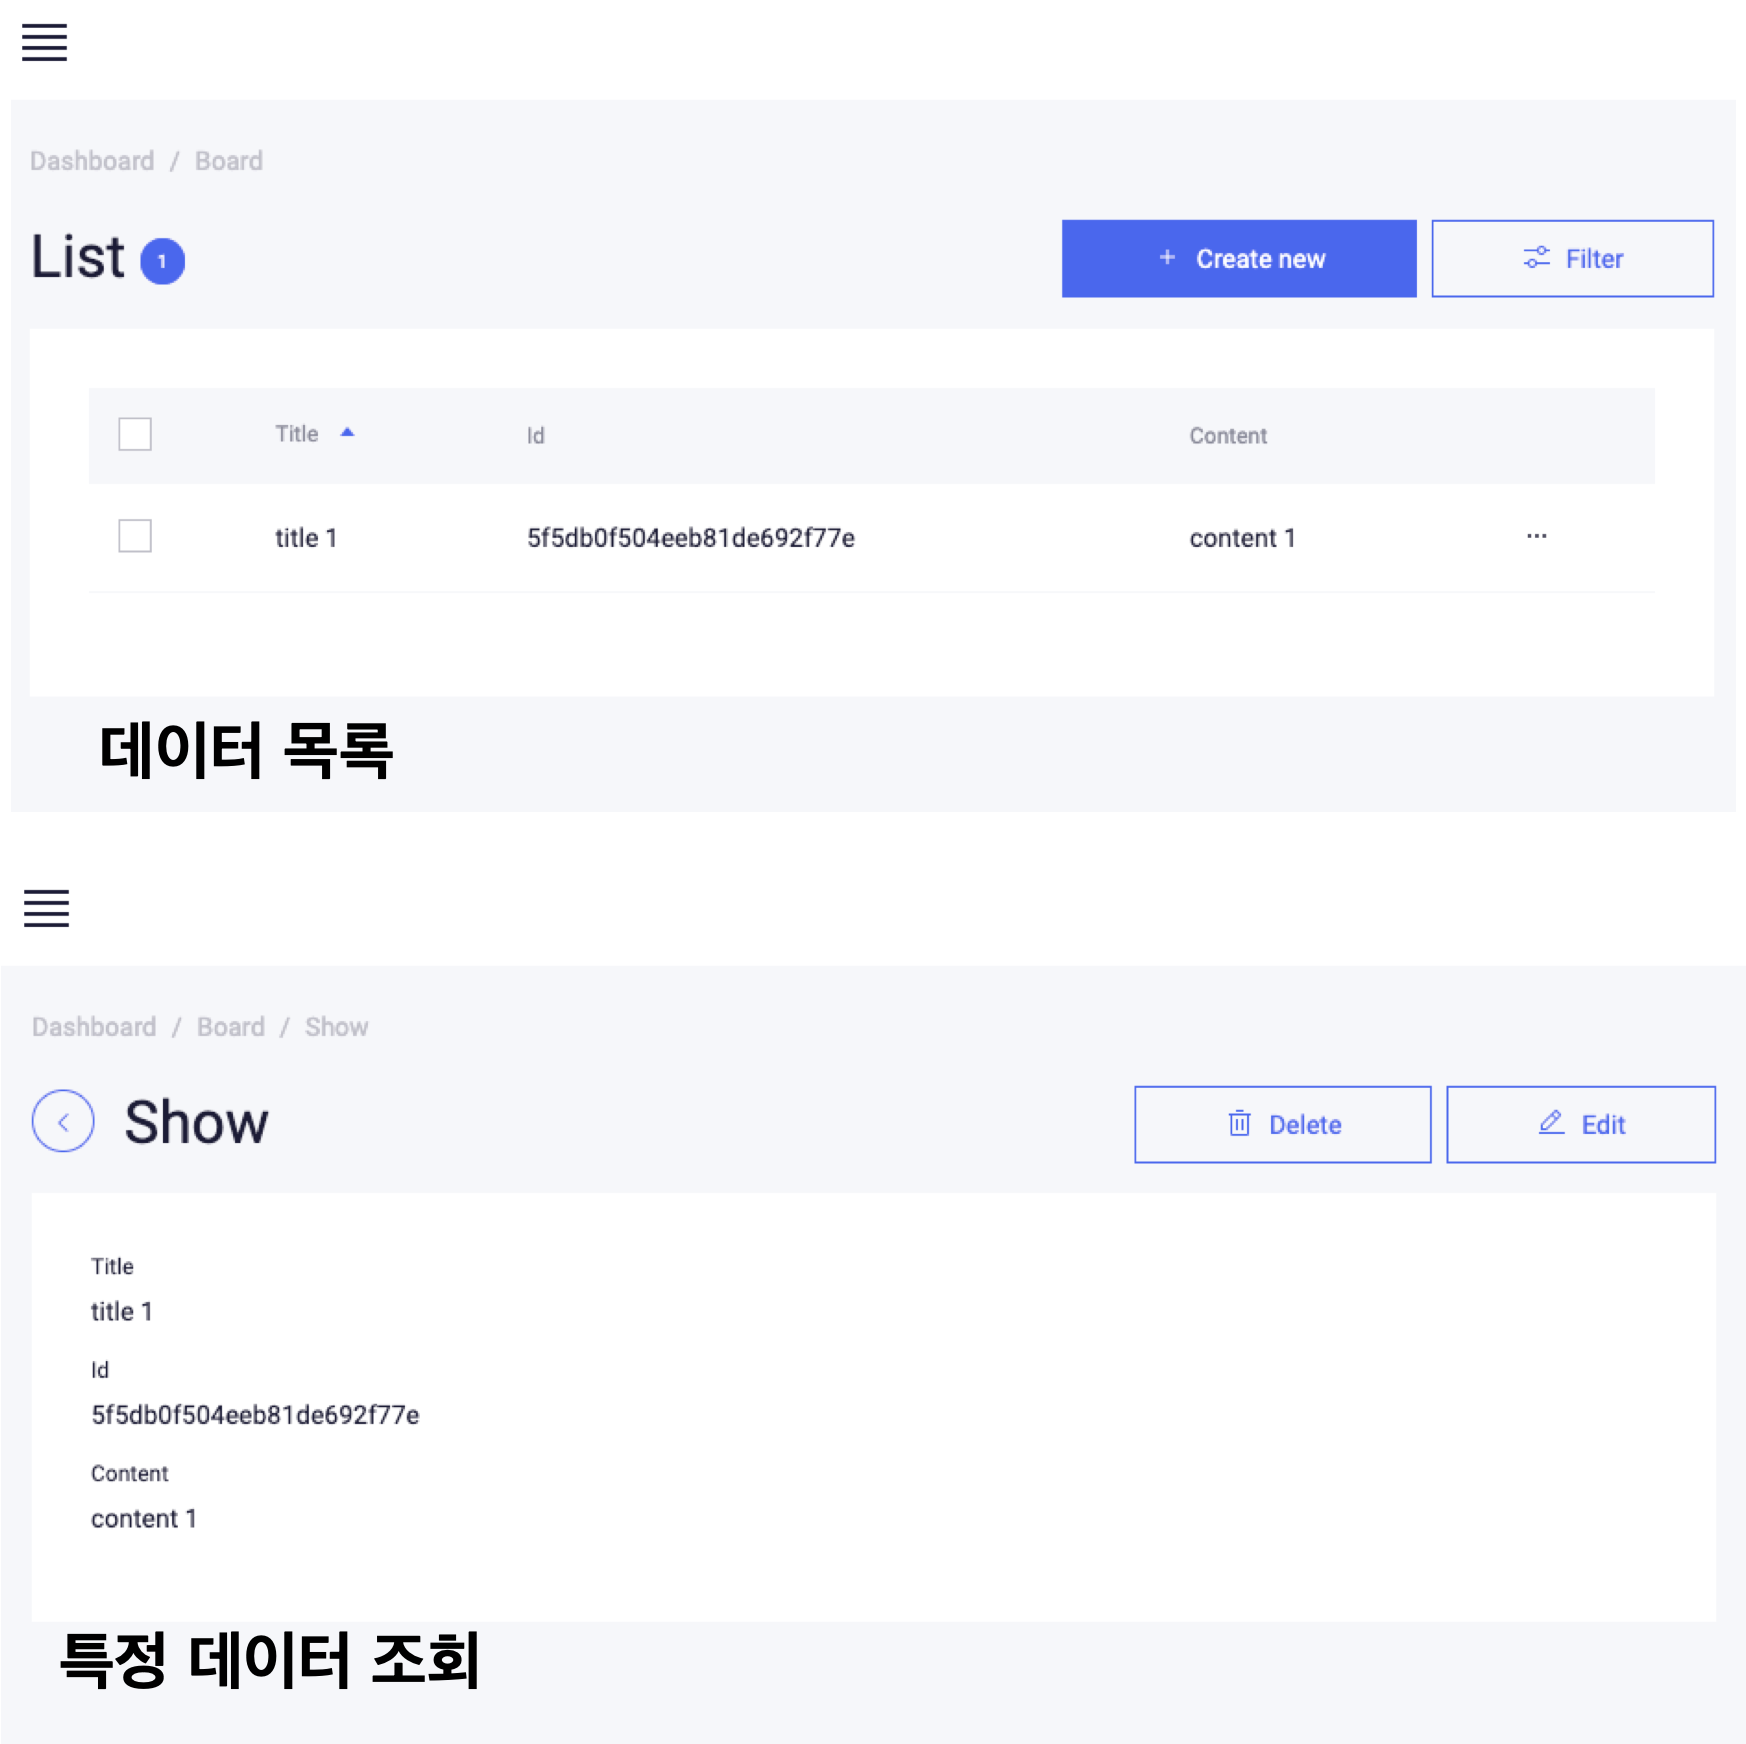 Dashboard / Board
List 1
+ Create new
Filter
Title Id Content
title 1 5f5db0f504eeb81de692f77e content 1 ...
데이터 목록
Dashboard / Board / Show
Show
Delete
Edit
Title
title 1
Id
5f5db0f504eeb81de692f77e
Content
content 1
특정 데이터 조회